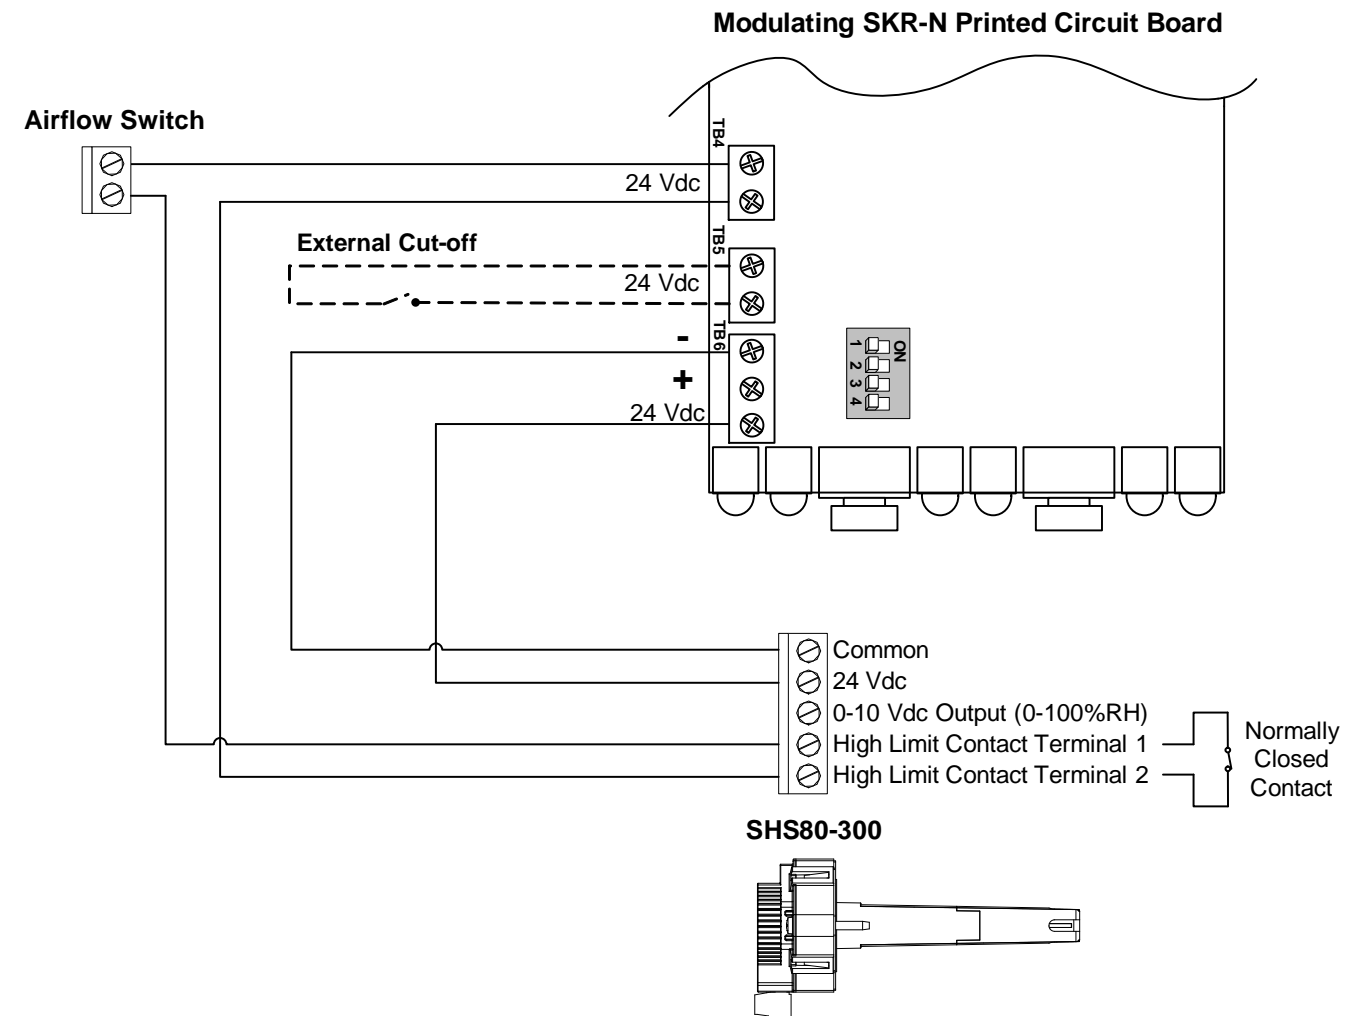 Modulating SKR-N Printed Circuit Board
Airflow Switch
TB4
24 Vdc
External Cut-off
TB5
24 Vdc
TB6
-
+
24 Vdc
ON
1
2
3
4
Common
24 Vdc
0-10 Vdc Output (0-100%RH)
High Limit Contact Terminal 1
High Limit Contact Terminal 2
Normally
Closed
Contact
SHS80-300